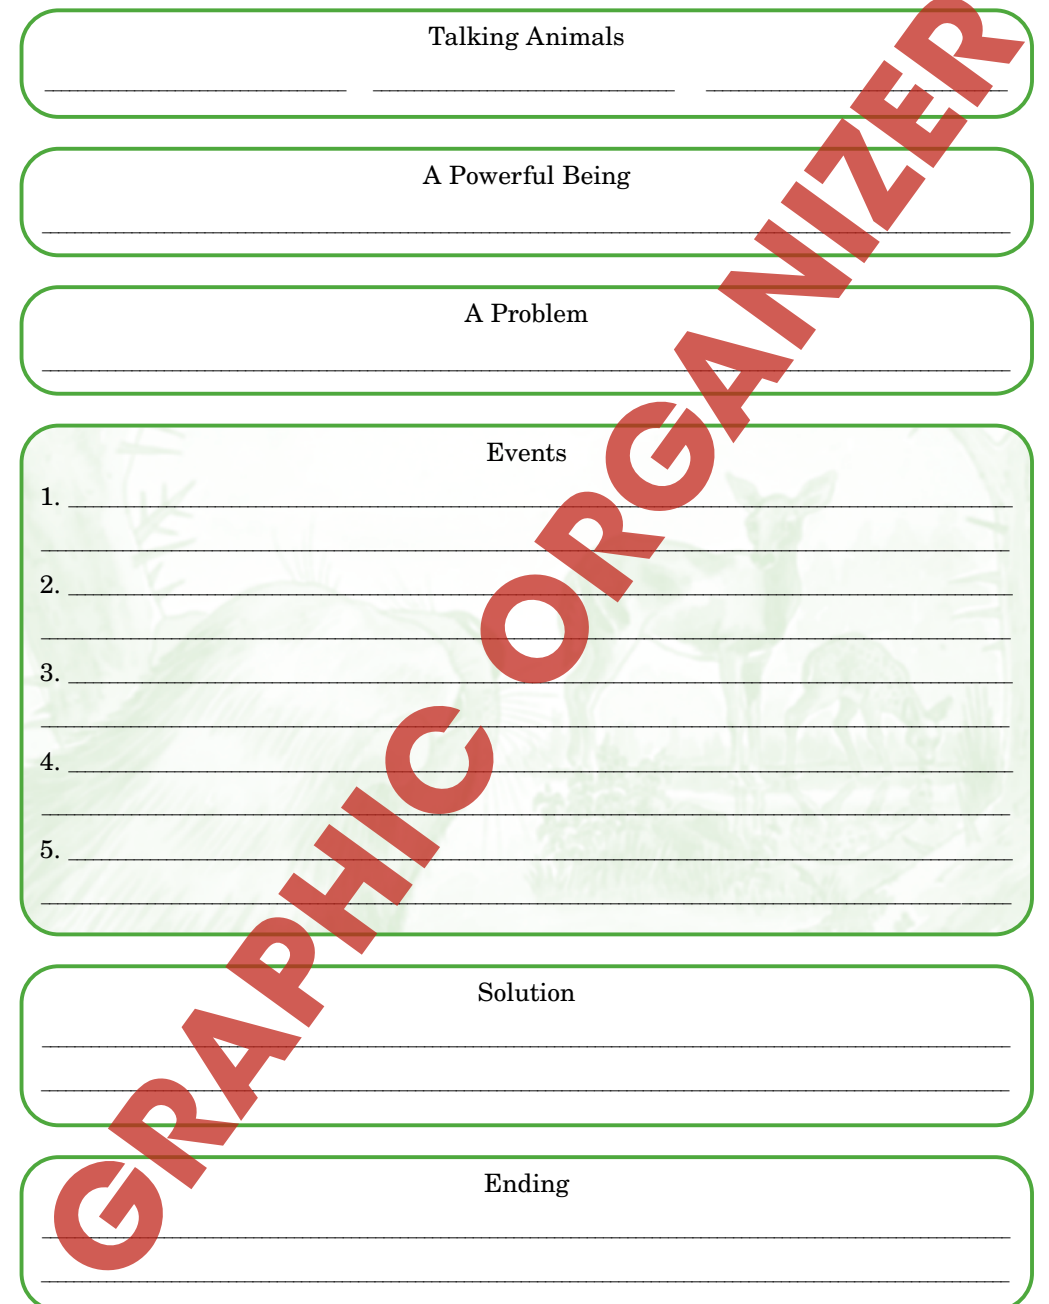 Talking Animals
A Powerful Being
A Problem
Events
1.
2.
3.
4.
5.
Solution
Ending
GRAPHIC ORGANIZER